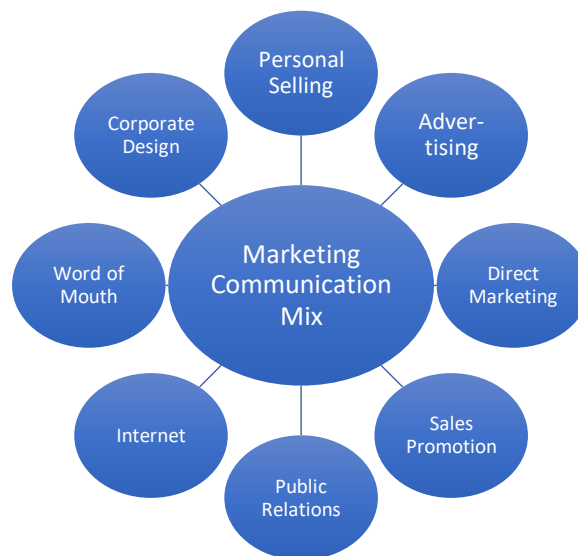 Personal
Selling
Adver-
tising
Corporate
Design
Marketing
Communication
Mix
Word of
Mouth
Direct
Marketing
Internet
Sales
Promotion
Public
Relations